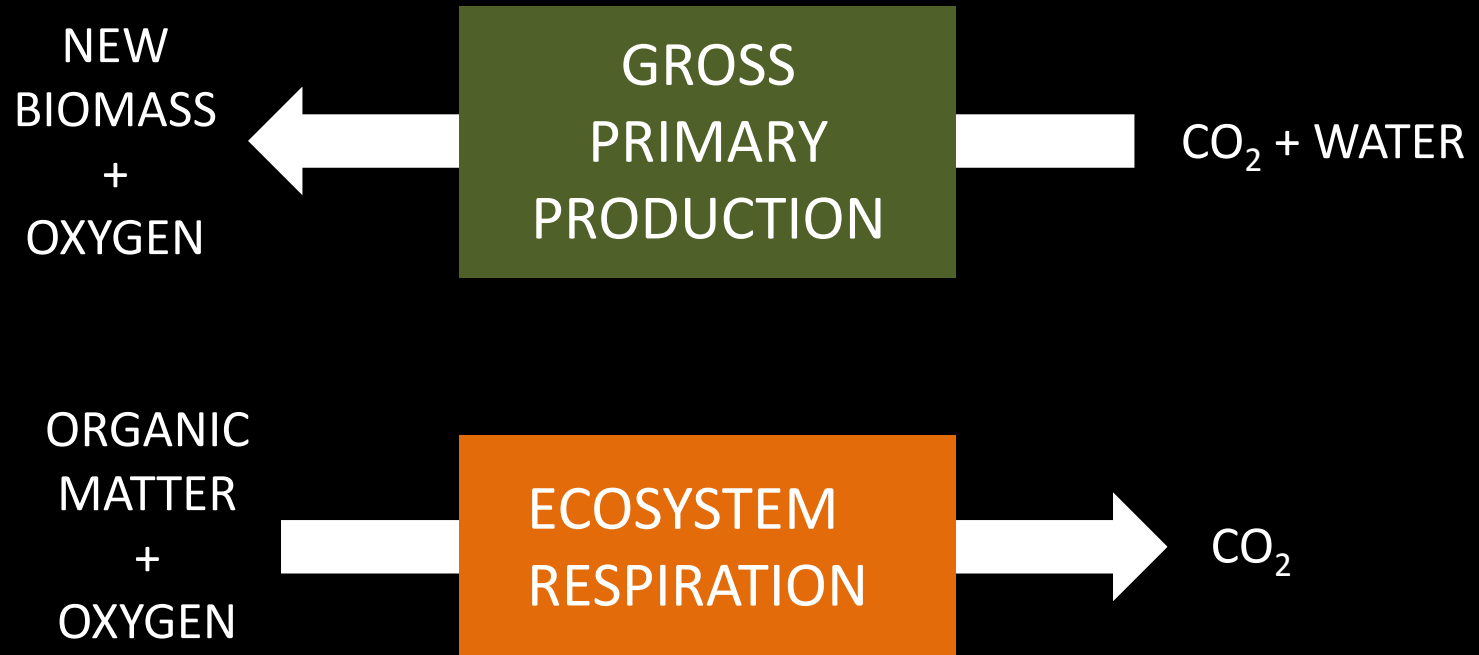 NEW
BIOMASS
+
OXYGEN
GROSS
PRIMARY
PRODUCTION
CO₂ + WATER
ORGANIC
MATTER
+
OXYGEN
ECOSYSTEM
RESPIRATION
CO₂